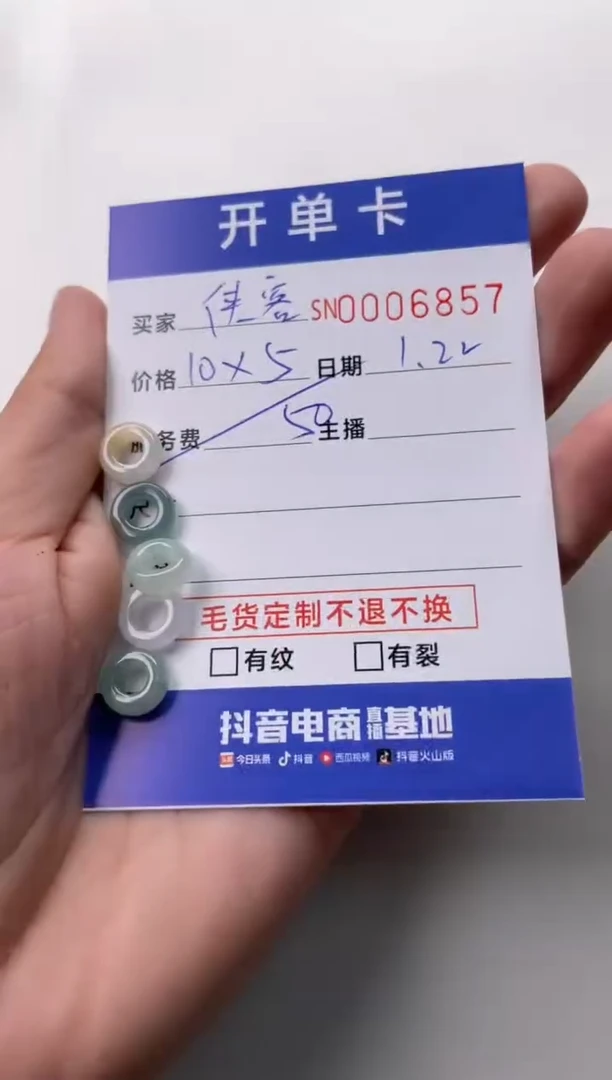 开单卡
买家 侠客 SN0006857
价格 10×5 日期 1.22
务费 50 主播
毛货定制不退不换
□有纹 □有裂
抖音电商直播基地
今日头条 抖音 西瓜视频 抖音火山版